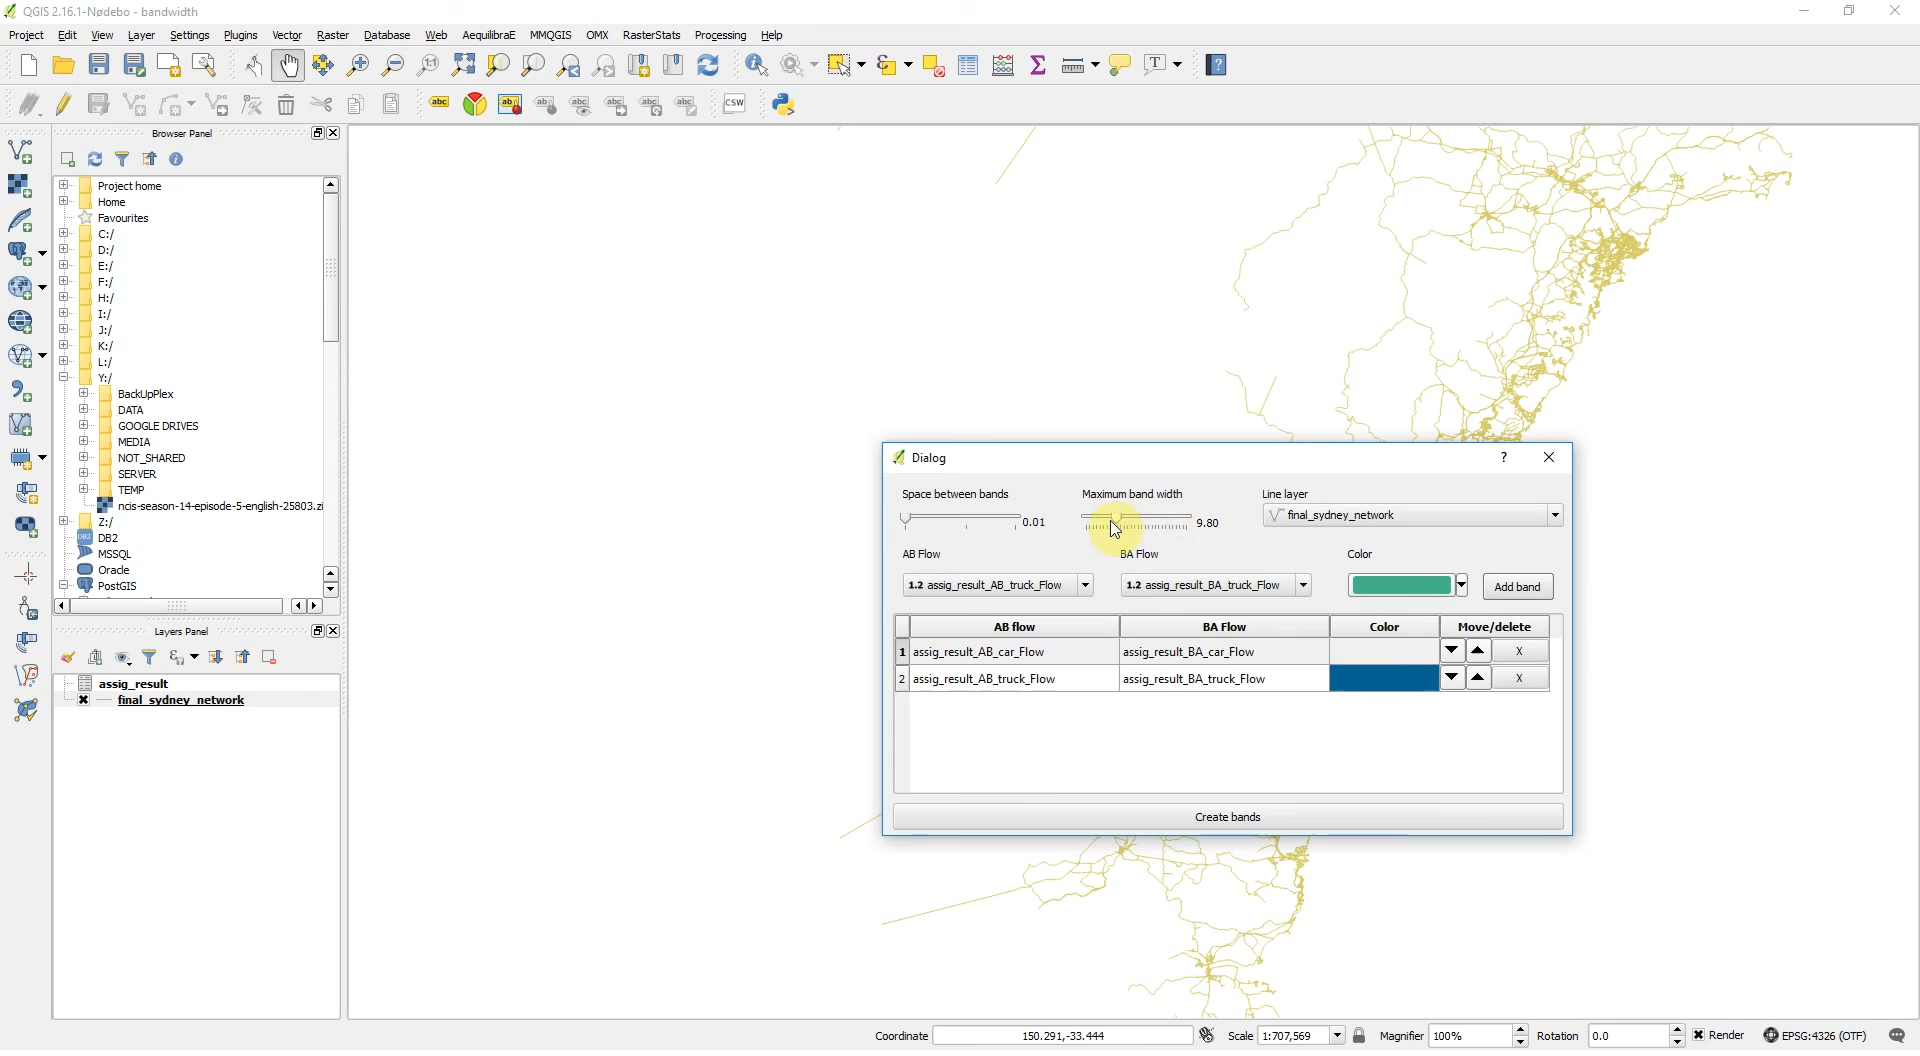 QGIS 2.16.1-Nødebo - bandwidth
Project Edit View Layer Settings Plugins Vector Raster Database Web AequilibraE MMQGIS OMX RasterStats Processing Help
abc abc CSW
Browser Panel
Project home
Home
Favourites
C:/
D:/
E:/
F:/
H:/
I:/
J:/
K:/
L:/
Y:/
BackUpPlex
DATA
GOOGLE DRIVES
MEDIA
NOT_SHARED
SERVER
TEMP
ncis-season-14-episode-5-english-25803.zi
Z:/
DB2
MSSQL
Oracle
PostGIS
Layers Panel
assig_result
final_sydney_network
Dialog
Space between bands Maximum band width Line layer
0.01 9.80 final_sydney_network
AB Flow BA Flow Color
1.2 assig_result_AB_truck_Flow 1.2 assig_result_BA_truck_Flow Add band
AB flow BA Flow Color Move/delete
1 assig_result_AB_car_Flow assig_result_BA_car_Flow X
2 assig_result_AB_truck_Flow assig_result_BA_truck_Flow X
Create bands
Coordinate 150.291,-33.444 Scale 1:707,569 Magnifier 100% Rotation 0.0 Render EPSG:4326 (OTF)